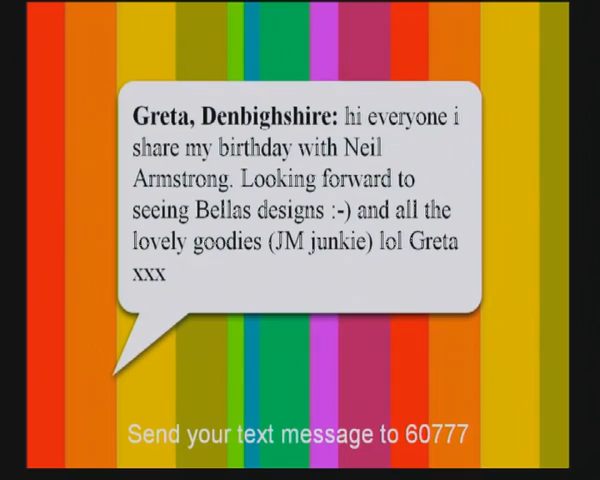 Greta, Denbighshire: hi everyone i
share my birthday with Neil
Armstrong. Looking forward to
seeing Bellas designs :-) and all the
lovely goodies (JM junkie) lol Greta
xxx
Send your text message to 60777